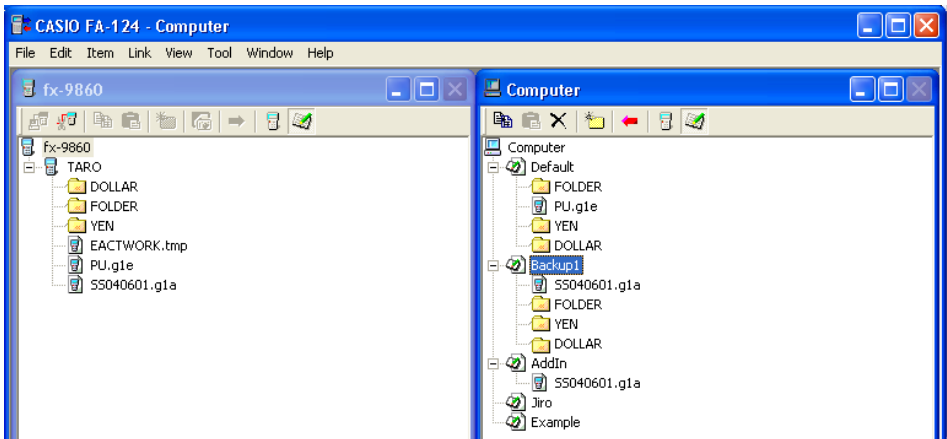 CASIO FA-124 - Computer
File Edit Item Link View Tool Window Help
fx-9860
fx-9860
TARO
DOLLAR
FOLDER
YEN
EACTWORK.tmp
PU.g1e
SS040601.g1a
Computer
Computer
Default
FOLDER
PU.g1e
YEN
DOLLAR
Backup1
SS040601.g1a
FOLDER
YEN
DOLLAR
AddIn
SS040601.g1a
Jiro
Example